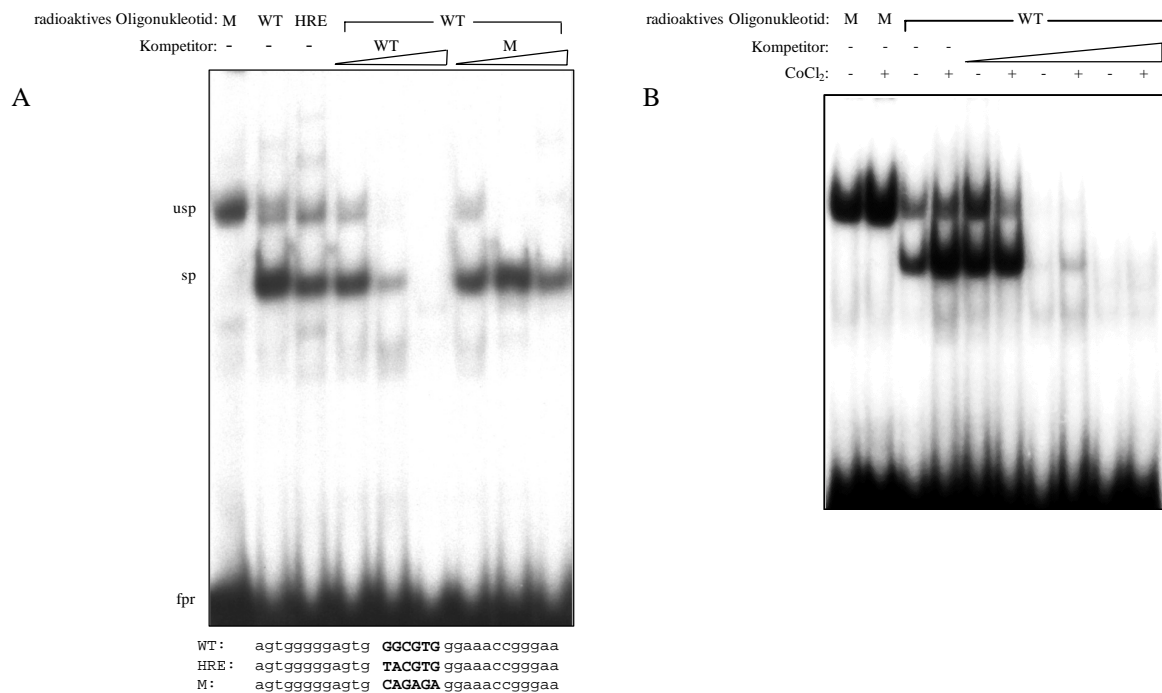 radioaktives Oligonukleotid: M WT HRE WT
Kompetitor: - - - WT M
A
usp
sp
fpr
WT: agtgggggagtg GGCGTG ggaaaccgggaa
HRE: agtgggggagtg TACGTG ggaaaccgggaa
M: agtgggggagtg CAGAGA ggaaaccgggaa
radioaktives Oligonukleotid: M M WT
Kompetitor: - - - -
CoCl2: - + - + - + - + - +
B